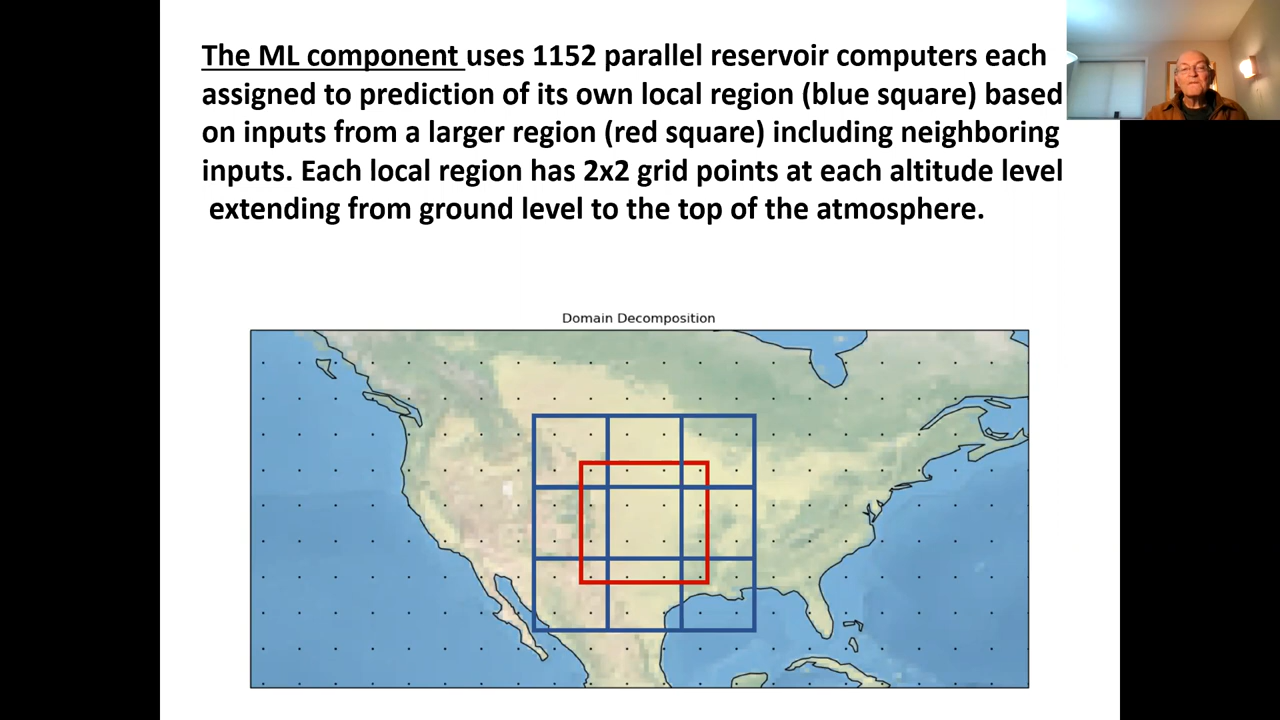 The ML component uses 1152 parallel reservoir computers each
assigned to prediction of its own local region (blue square) based
on inputs from a larger region (red square) including neighboring
inputs. Each local region has 2x2 grid points at each altitude level
extending from ground level to the top of the atmosphere.
Domain Decomposition